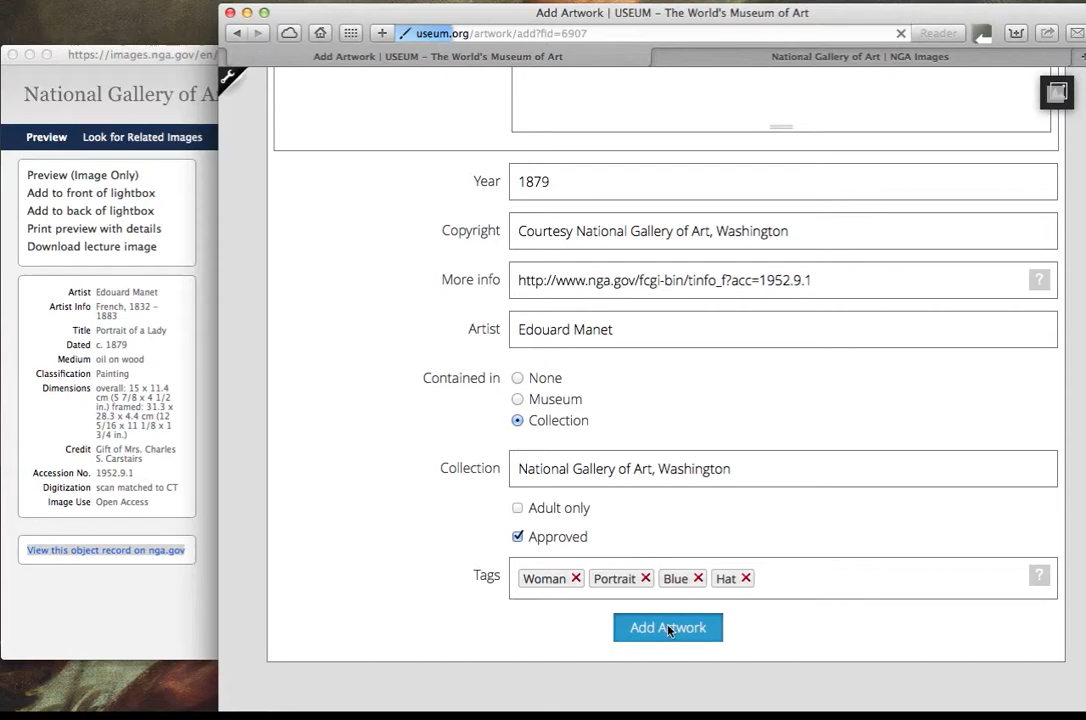 Add Artwork | USEUM – The World's Museum of Art
useum.org/artwork/add?fid=6907
Reader
Add Artwork | USEUM – The World's Museum of Art
National Gallery of Art | NGA Images
https://images.nga.gov/en/
National Gallery of A
Preview
Look for Related Images
Preview (Image Only)
Add to front of lightbox
Add to back of lightbox
Print preview with details
Download lecture image
Artist Edouard Manet
Artist Info French, 1832 –
1883
Title Portrait of a Lady
Dated c. 1879
Medium oil on wood
Classification Painting
Dimensions overall: 15 x 11.4
cm (5 7/8 x 4 1/2
in.) framed: 31.3 x
28.3 x 4.4 cm (12
5/16 x 11 1/8 x 1
3/4 in.)
Credit Gift of Mrs. Charles
S. Carstairs
Accession No. 1952.9.1
Digitization scan matched to CT
Image Use Open Access
View this object record on nga.gov
Year 1879
Copyright Courtesy National Gallery of Art, Washington
More info http://www.nga.gov/fcgi-bin/tinfo_f?acc=1952.9.1 ?
Artist Edouard Manet
Contained in None
Museum
Collection
Collection National Gallery of Art, Washington
Adult only
Approved
Tags Woman Portrait Blue Hat ?
Add Artwork